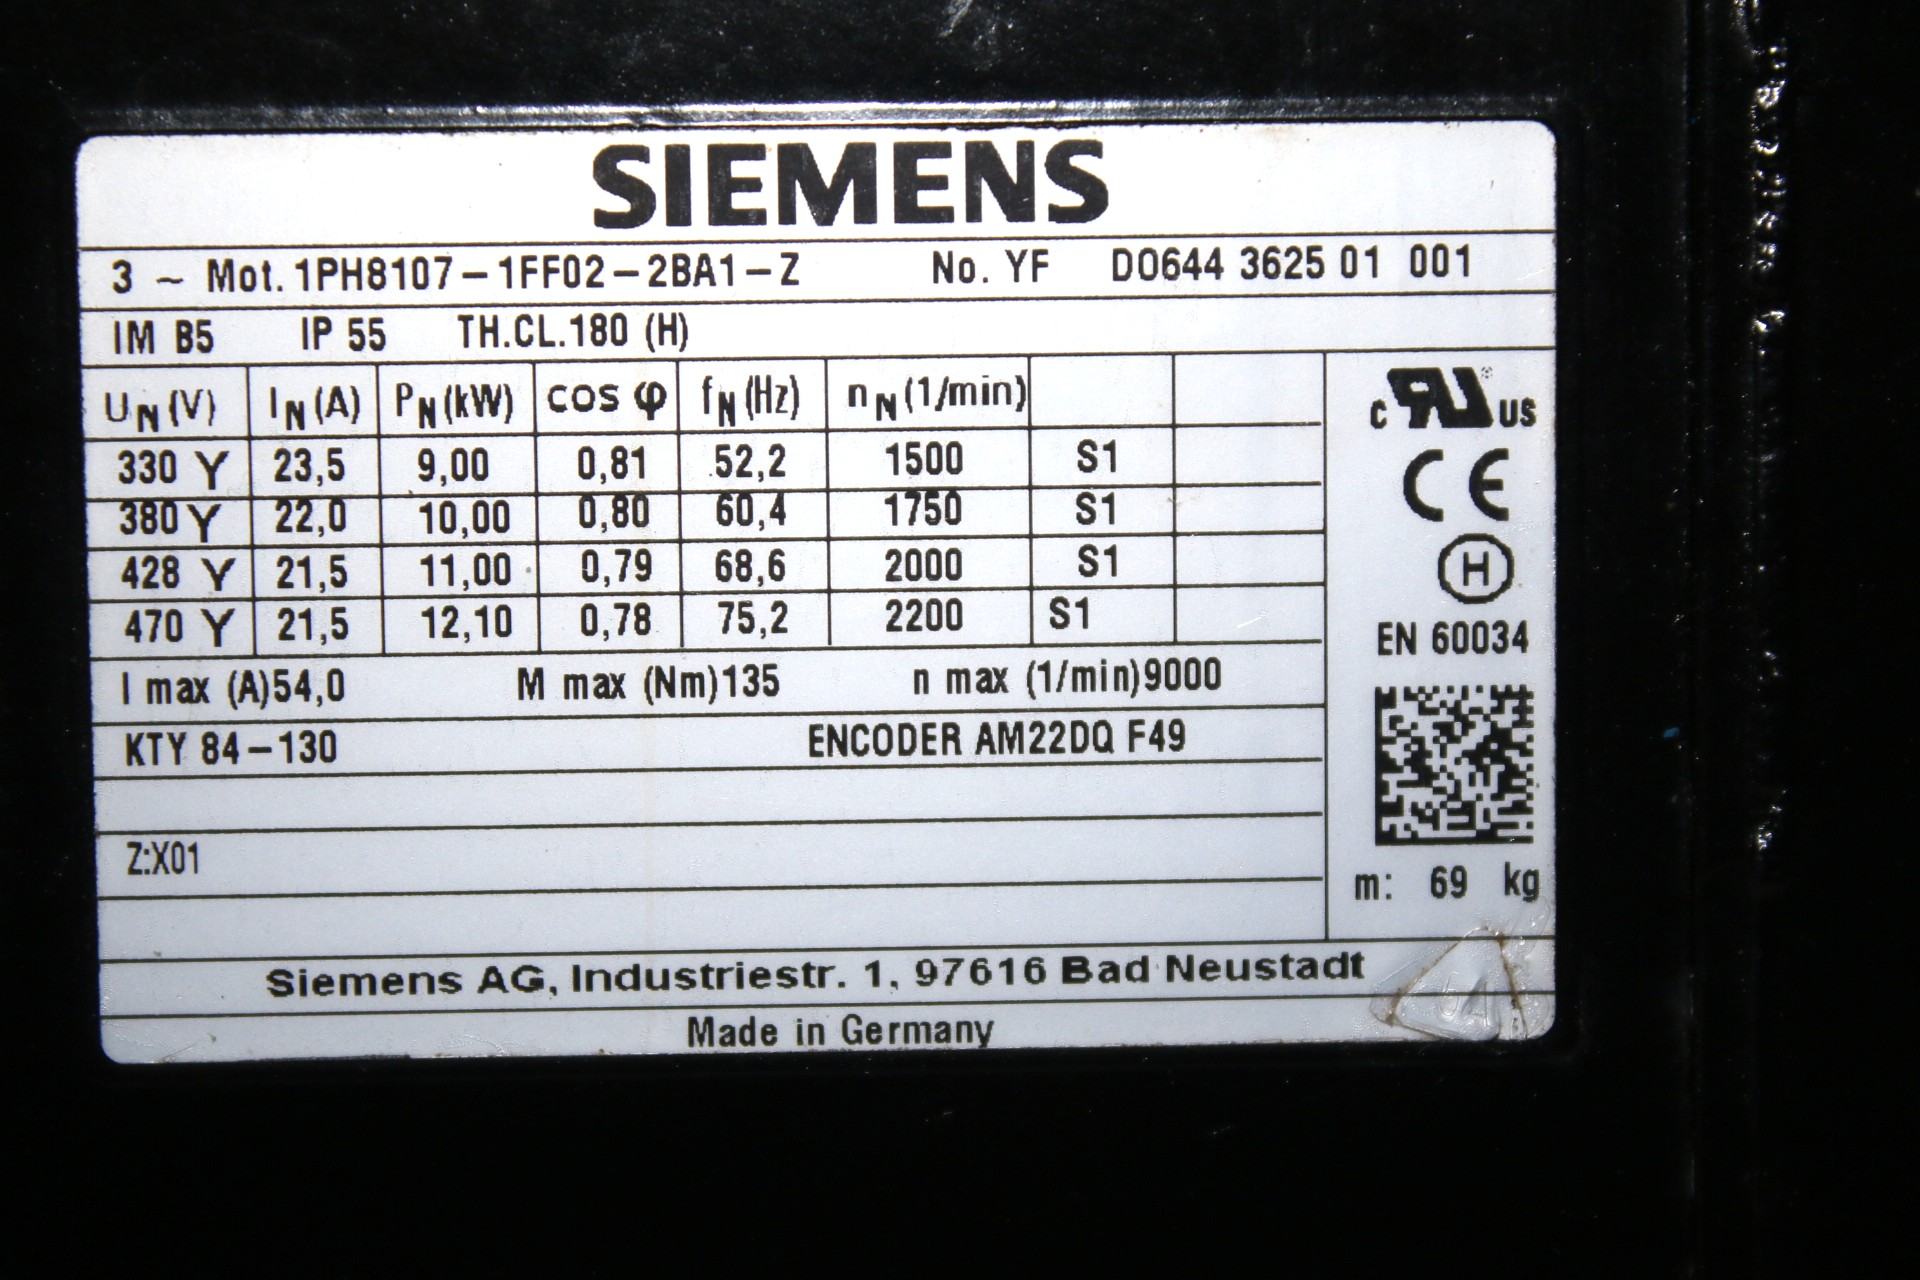 SIEMENS
3 ~ Mot. 1PH8107-1FF02-2BA1-Z No. YF D0644 3625 01 001
IM B5 IP 55 TH.CL.180 (H)
UN (V) IN (A) PN (kW) cos φ fN (Hz) nN (1/min)
330 Y 23,5 9,00 0,81 52,2 1500 S1
380 Y 22,0 10,00 0,80 60,4 1750 S1
428 Y 21,5 11,00 0,79 68,6 2000 S1
470 Y 21,5 12,10 0,78 75,2 2200 S1
I max (A)54,0 M max (Nm)135 n max (1/min)9000
KTY 84-130 ENCODER AM22DQ F49
Z:X01
c RU ® US
CE
H
EN 60034
m: 69 kg
Siemens AG, Industriestr. 1, 97616 Bad Neustadt
Made in Germany